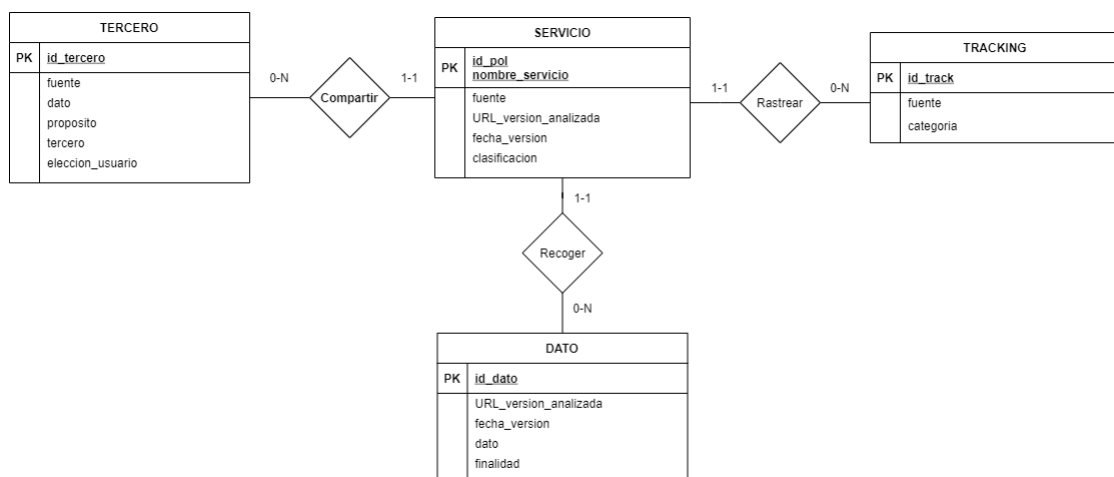 TERCERO
PK id_tercero
fuente
dato
proposito
tercero
eleccion_usuario
0-N
Compartir
1-1
SERVICIO
PK id_pol
nombre_servicio
fuente
URL_version_analizada
fecha_version
clasificacion
1-1
Rastrear
0-N
TRACKING
PK id_track
fuente
categoria
1-1
Recoger
0-N
DATO
PK id_dato
URL_version_analizada
fecha_version
dato
finalidad